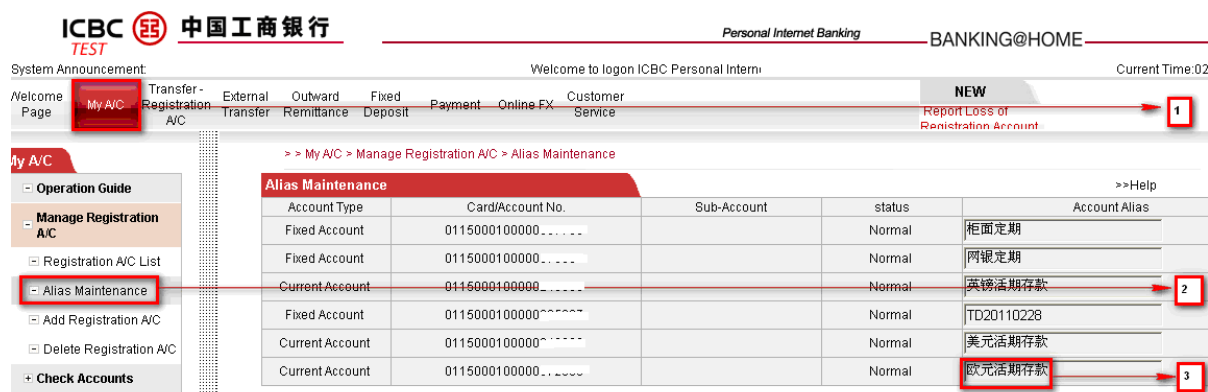 ICBC 中国工商银行
TEST
Personal Internet Banking
BANKING@HOME
System Announcement:
Welcome to logon ICBC Personal Intern
Current Time:02
Welcome Page
My A/C
Transfer - Registration A/C
External Transfer
Outward Remittance
Fixed Deposit
Payment
Online FX
Customer Service
NEW
Report Loss of
Registration Account
1
My A/C
Operation Guide
Manage Registration A/C
Registration A/C List
Alias Maintenance
Add Registration A/C
Delete Registration A/C
Check Accounts
> > My A/C > Manage Registration A/C > Alias Maintenance
Alias Maintenance >>Help
Account Type Card/Account No. Sub-Account status Account Alias
Fixed Account 0115000100000 Normal 柜面定期
Fixed Account 0115000100000 Normal 网银定期
Current Account 0115000100000 Normal 英镑活期存款 2
Fixed Account 0115000100000 Normal TD20110228
Current Account 0115000100000 Normal 美元活期存款
Current Account 0115000100000 Normal 欧元活期存款 3